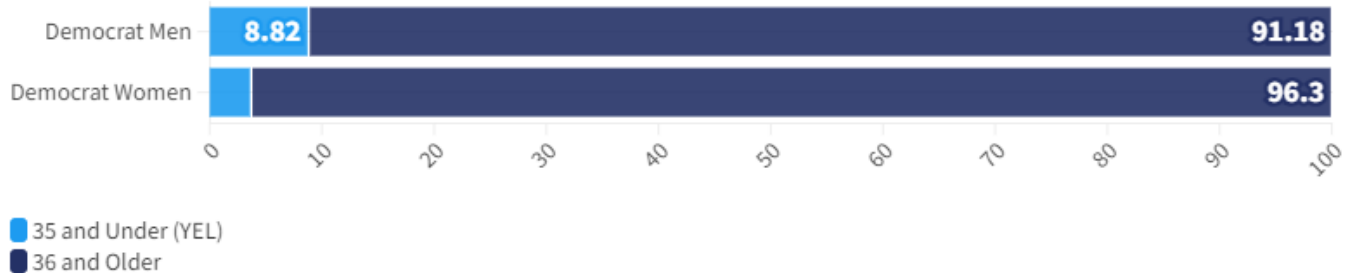 Democrat Men 8.82 91.18
Democrat Women 96.3
0 10 20 30 40 50 60 70 80 90 100
35 and Under (YEL)
36 and Older